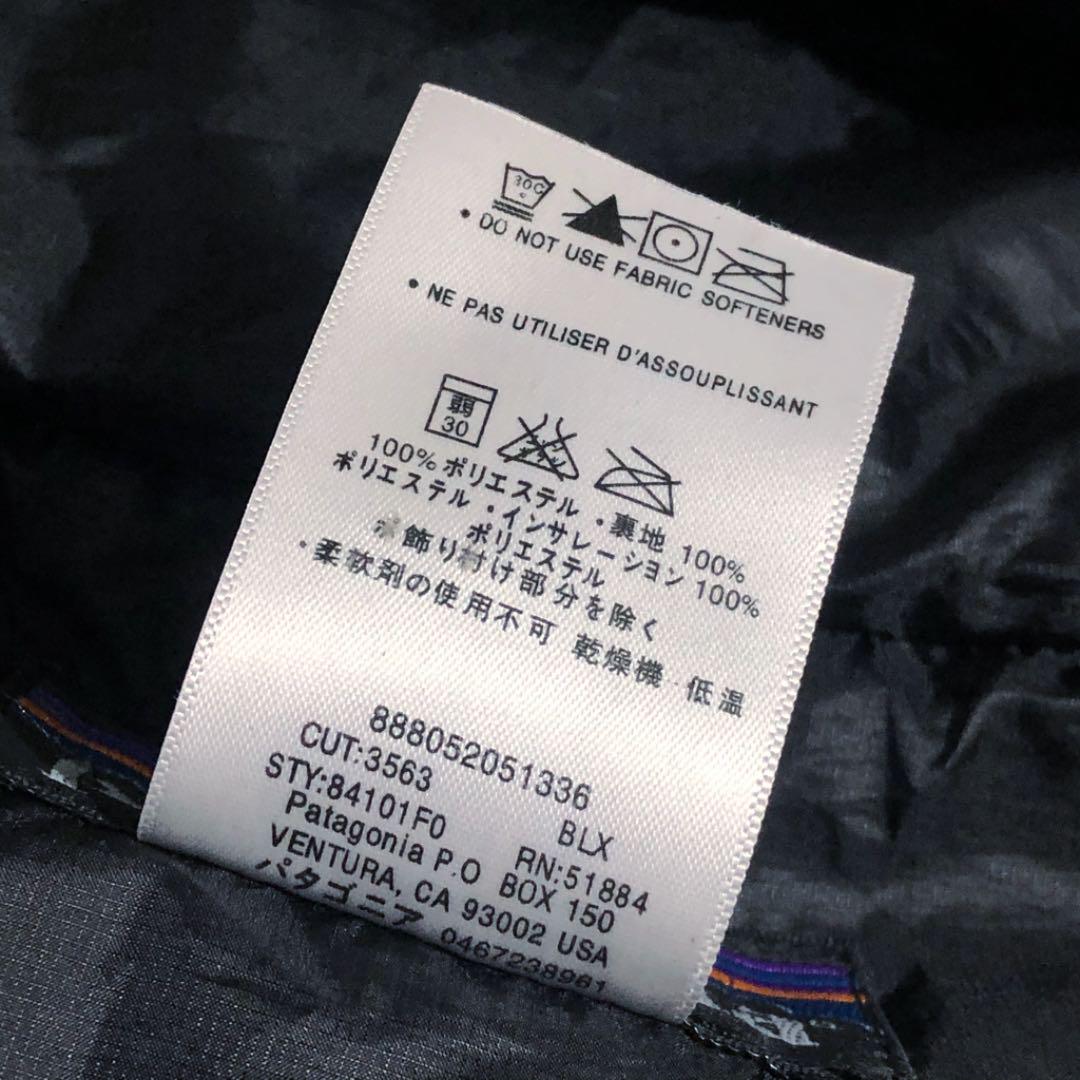 30C
• DO NOT USE FABRIC SOFTENERS
• NE PAS UTILISER D'ASSOUPLISSANT
弱
30
100% ポリエステル ・裏地 100%
ポリエステル ・インサレーション 100%
ポリエステル
飾り付け部分を除く
・柔軟剤の使用不可 乾燥機 低温
888052051336
CUT:3563 BLX
STY:84101F0 RN:51884
Patagonia P.O BOX 150
VENTURA, CA 93002 USA
パタゴニア 0467238961